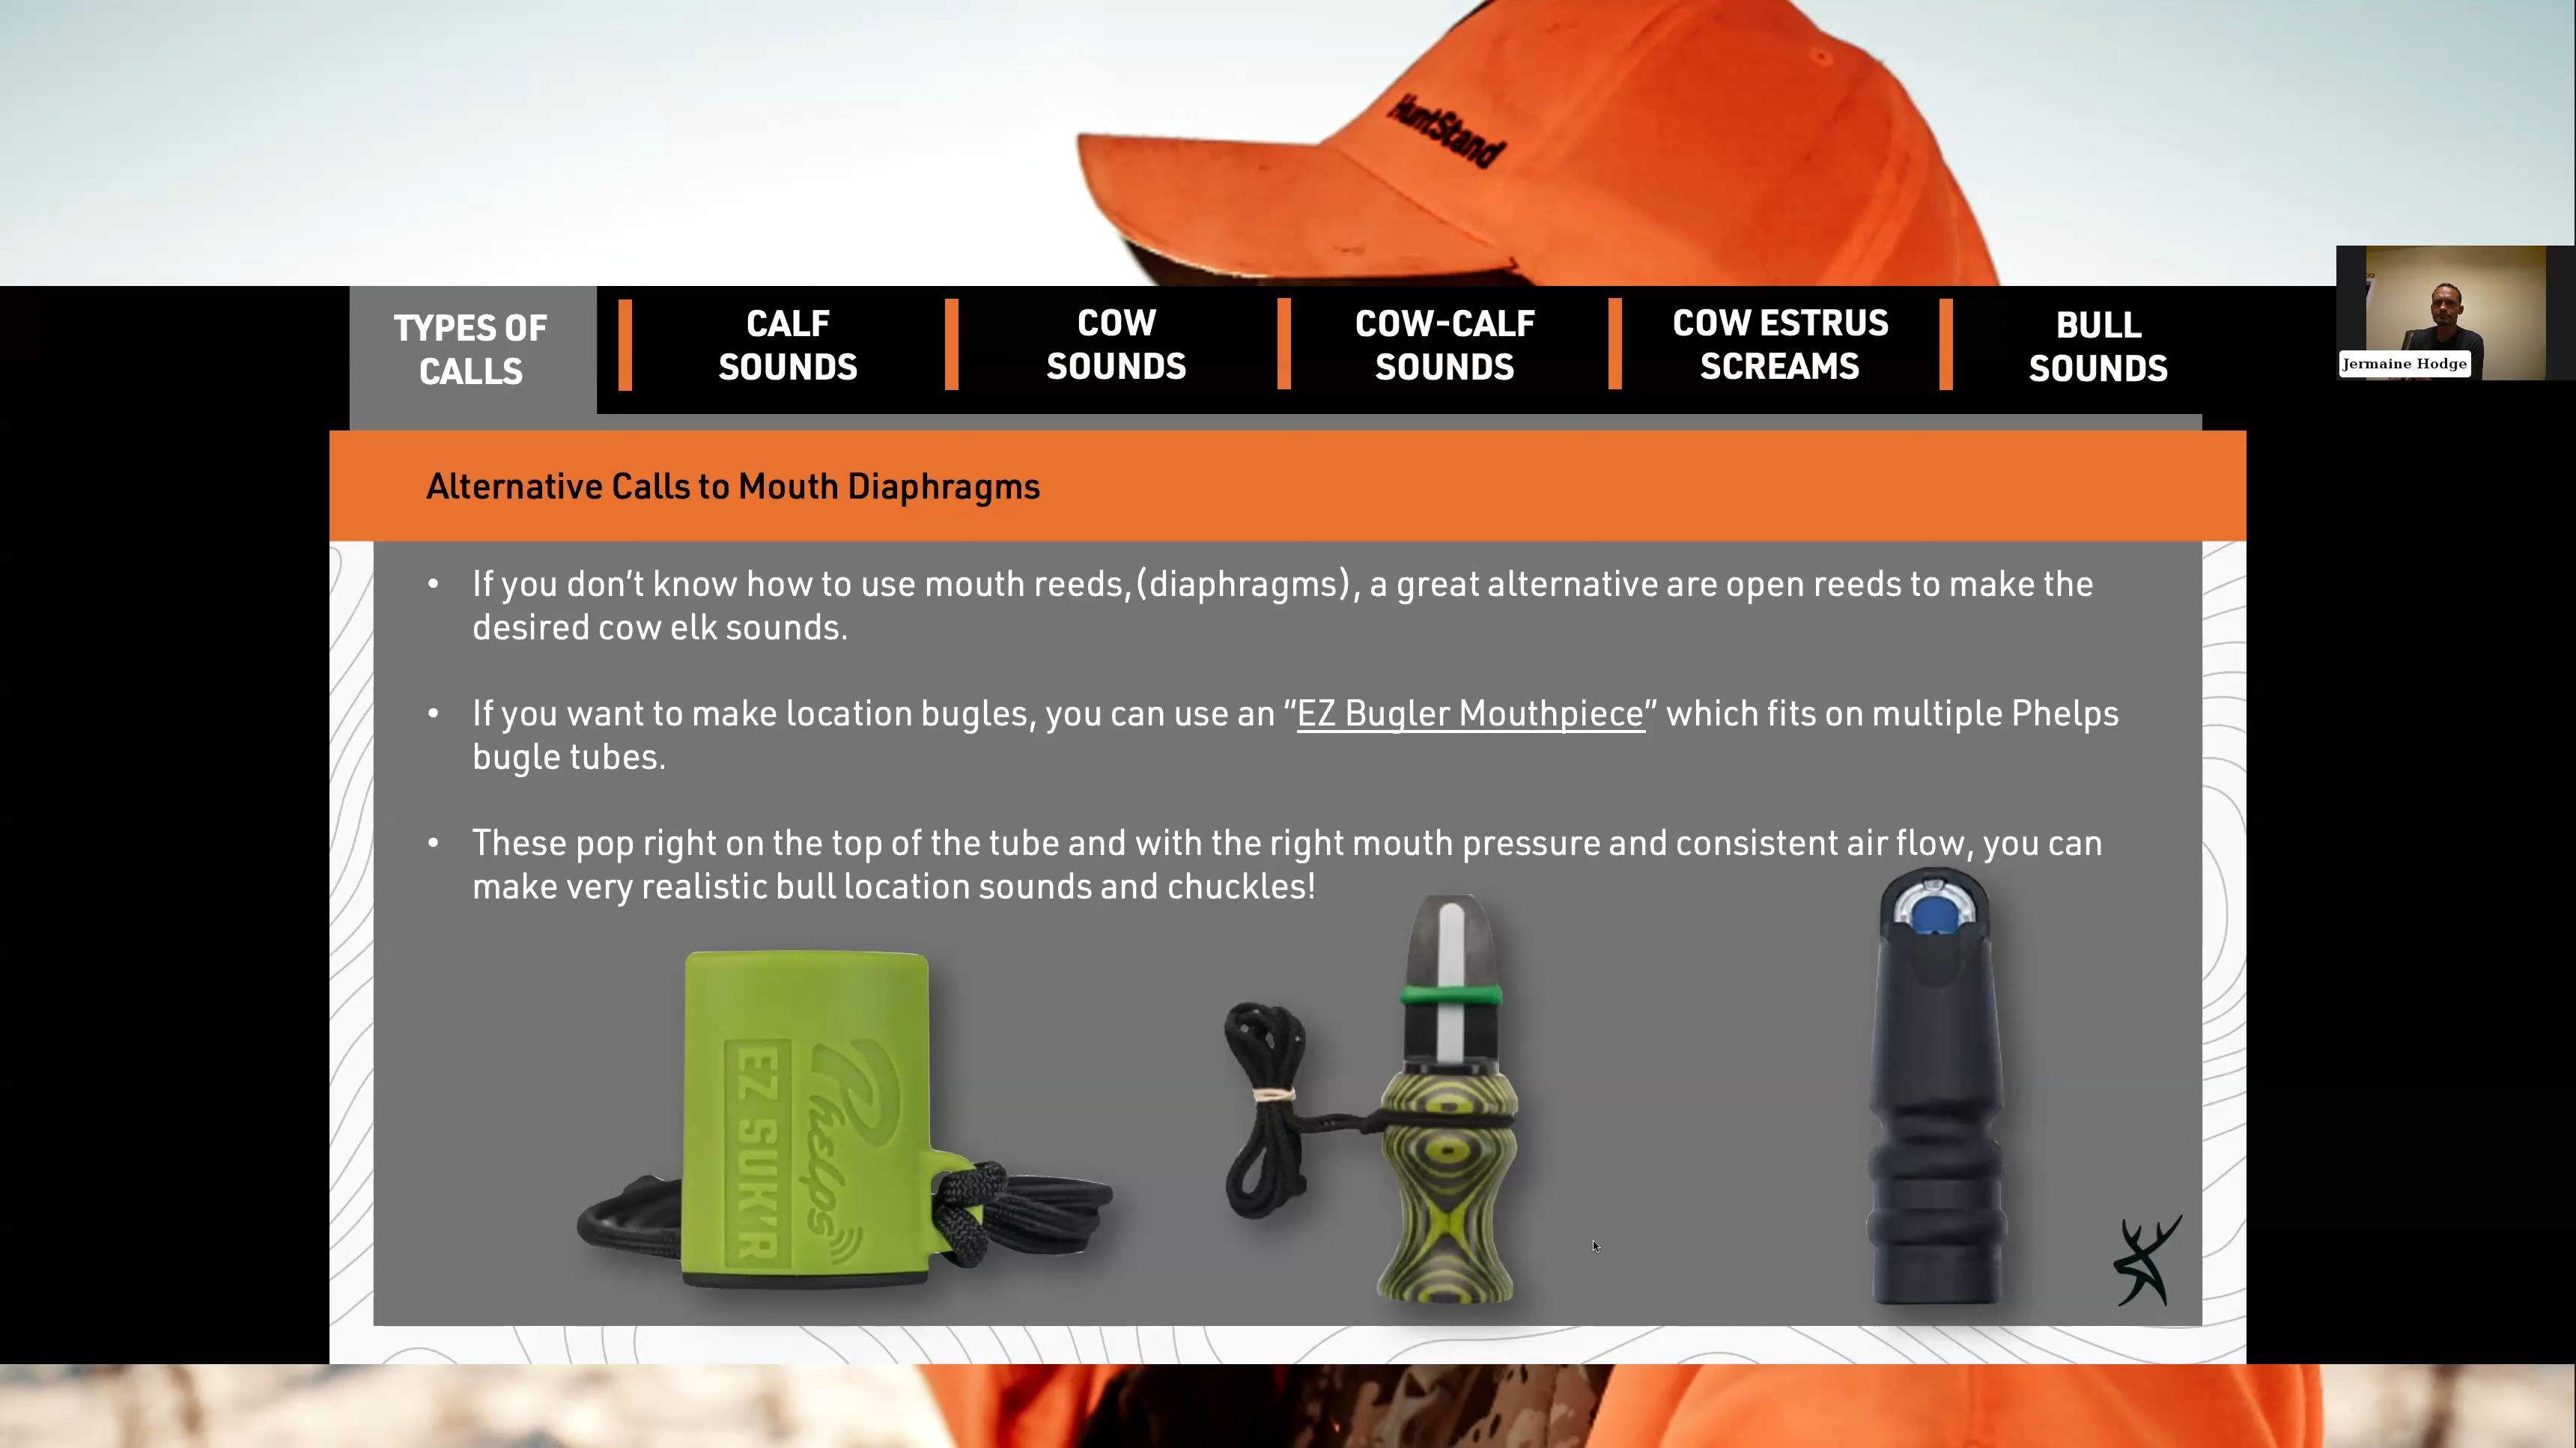 HuntStand
TYPES OF
CALLS
CALF
SOUNDS
COW
SOUNDS
COW-CALF
SOUNDS
COW ESTRUS
SCREAMS
BULL
SOUNDS
Jermaine Hodge
Alternative Calls to Mouth Diaphragms
• If you don’t know how to use mouth reeds,(diaphragms), a great alternative are open reeds to make the
desired cow elk sounds.
• If you want to make location bugles, you can use an “EZ Bugler Mouthpiece” which fits on multiple Phelps
bugle tubes.
• These pop right on the top of the tube and with the right mouth pressure and consistent air flow, you can
make very realistic bull location sounds and chuckles!
Phelps
EZ SUK'R